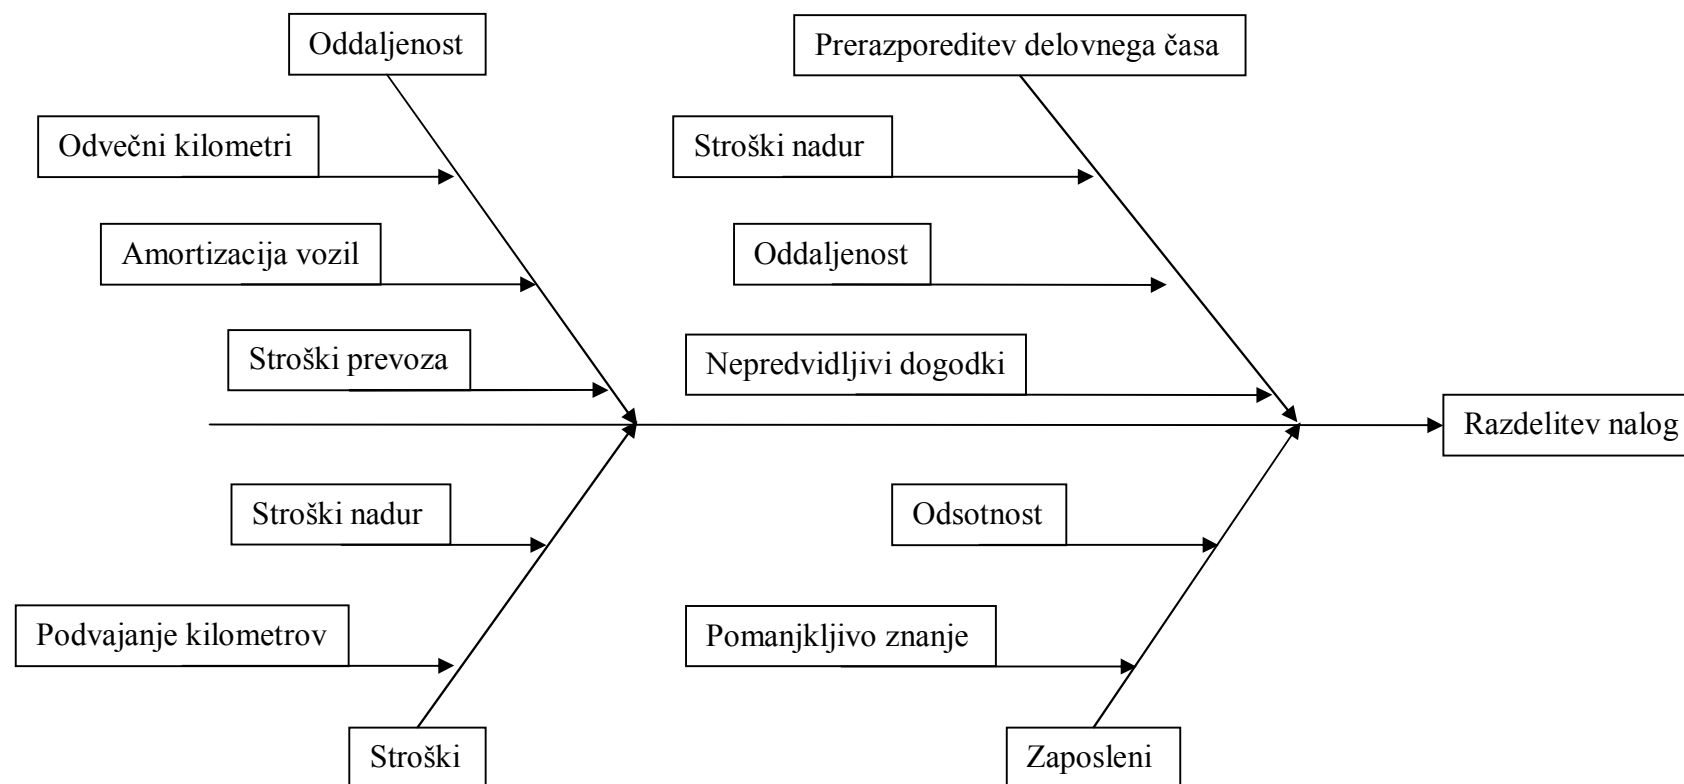 Oddaljenost
Prerazporeditev delovnega časa
Odvečni kilometri
Stroški nadur
Amortizacija vozil
Oddaljenost
Stroški prevoza
Nepredvidljivi dogodki
Razdelitev nalog
Stroški nadur
Odsotnost
Podvajanje kilometrov
Pomanjkljivo znanje
Stroški
Zaposleni